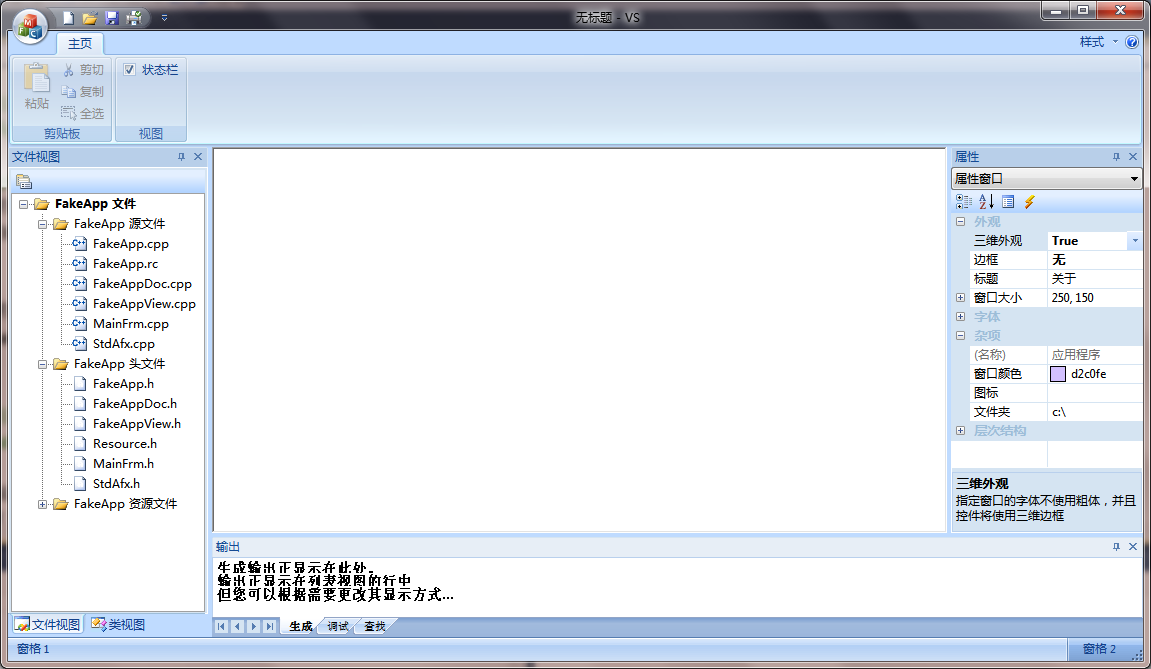 无标题 - VS
主页
样式
粘贴
剪切
复制
全选
剪贴板
状态栏
视图
文件视图
FakeApp 文件
FakeApp 源文件
FakeApp.cpp
FakeApp.rc
FakeAppDoc.cpp
FakeAppView.cpp
MainFrm.cpp
StdAfx.cpp
FakeApp 头文件
FakeApp.h
FakeAppDoc.h
FakeAppView.h
Resource.h
MainFrm.h
StdAfx.h
FakeApp 资源文件
文件视图 类视图
属性
属性窗口
外观
三维外观 True
边框 无
标题 关于
窗口大小 250, 150
字体
杂项
(名称) 应用程序
窗口颜色 d2c0fe
图标
文件夹 c:\
层次结构
三维外观
指定窗口的字体不使用粗体，并且
控件将使用三维边框
输出
生成输出正显示在此处。
输出正显示在列表视图的行中
但您可以根据需要更改其显示方式...
生成 调试 查找
窗格 1
窗格 2